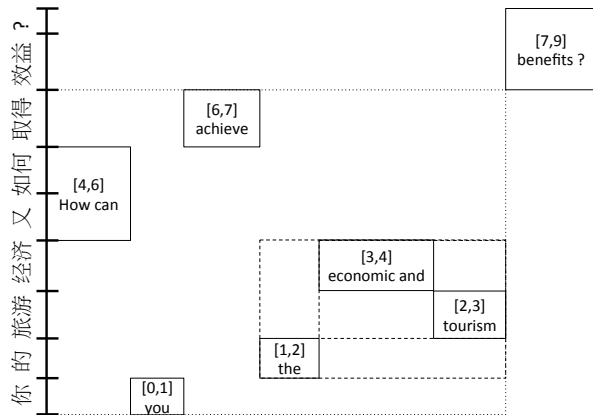 你 的 旅游 经济 又 如何 取得 效益 ?
[7,9]
benefits ?
[6,7]
achieve
[4,6]
How can
[3,4]
economic and
[2,3]
tourism
[1,2]
the
[0,1]
you